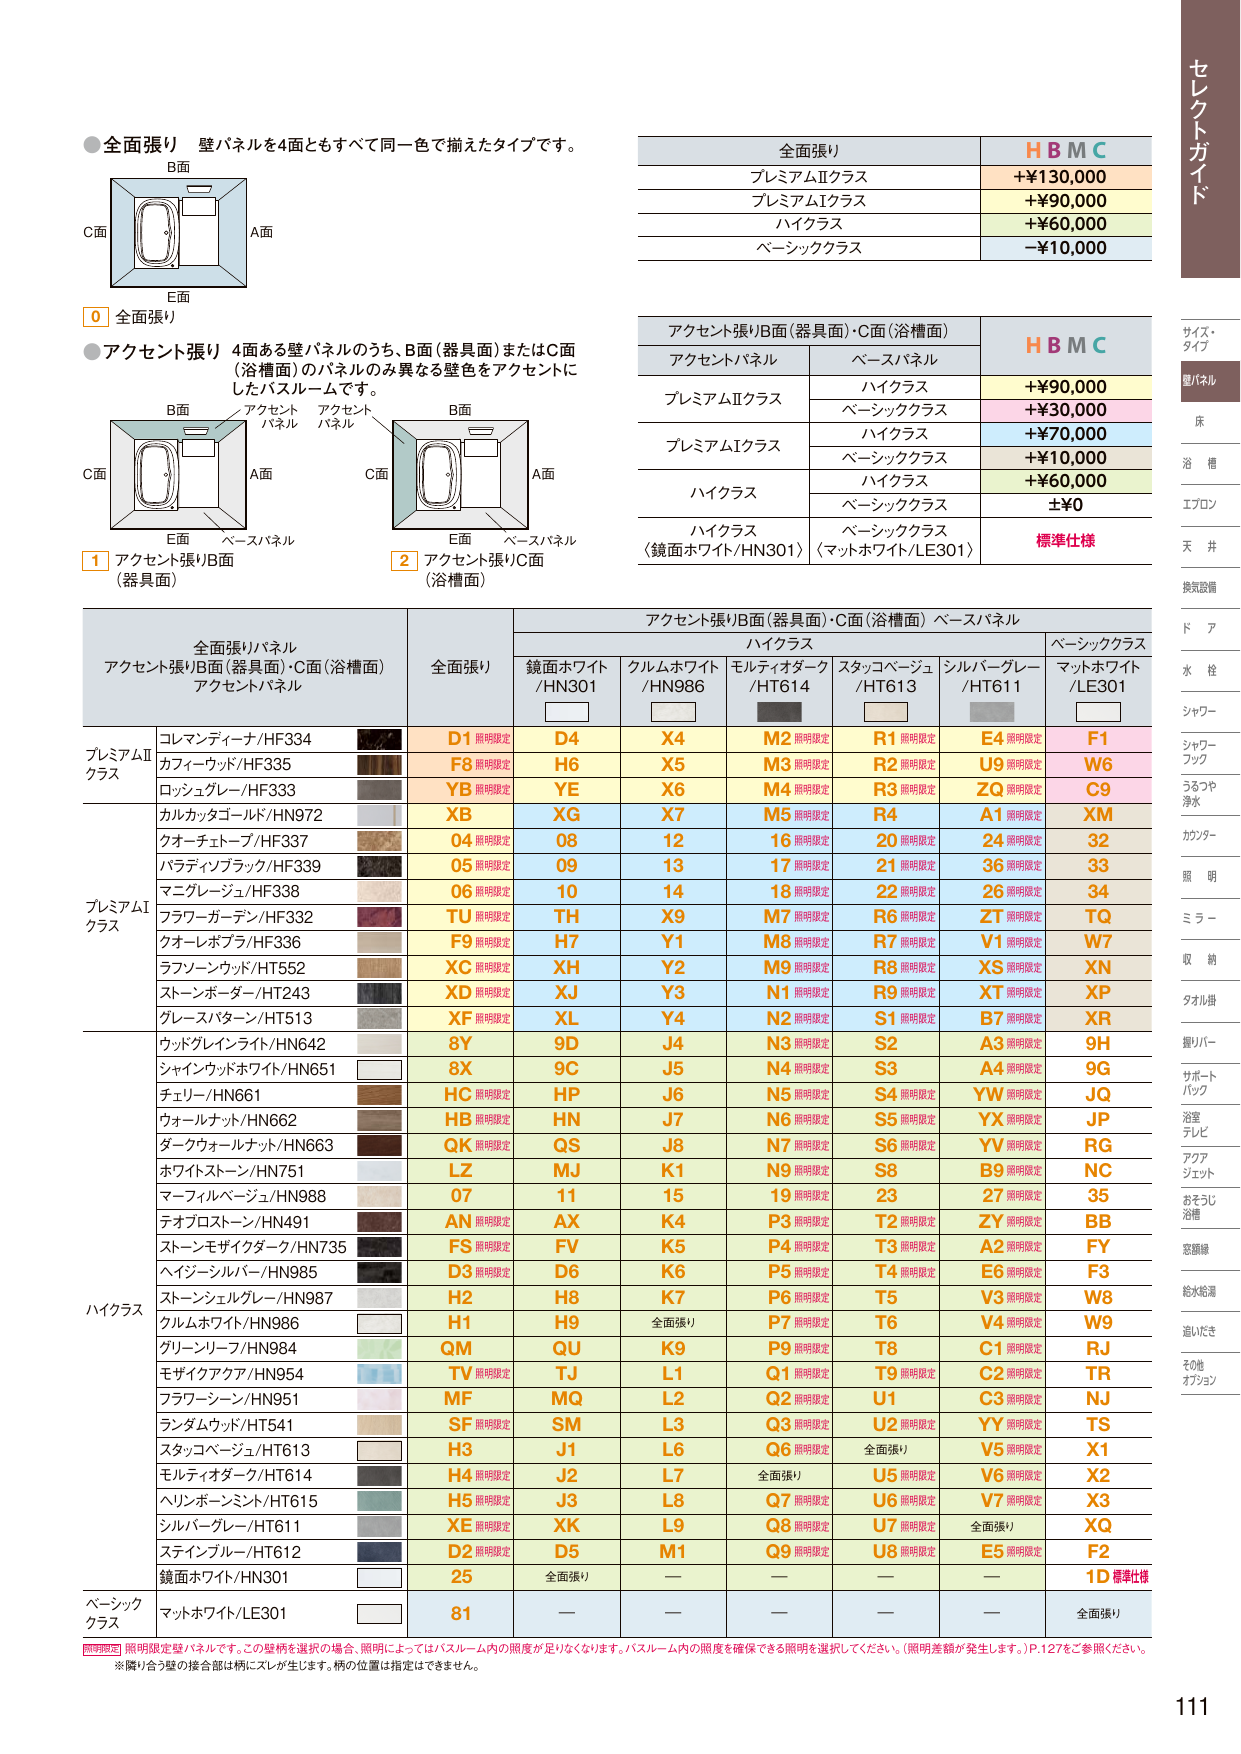 セレクトガイド
●全面張り 壁パネルを4面ともすべて同一色で揃えたタイプです。
B面
C面
A面
E面
0 全面張り
全面張り HBMC
プレミアムⅡクラス +¥130,000
プレミアムⅠクラス +¥90,000
ハイクラス +¥60,000
ベーシッククラス −¥10,000
●アクセント張り 4面ある壁パネルのうち、B面(器具面)またはC面
(浴槽面)のパネルのみ異なる壁色をアクセントに
したバスルームです。
B面 アクセント パネル
C面
A面
E面 ベースパネル
1 アクセント張りB面
(器具面)
アクセント パネル B面
C面
A面
E面 ベースパネル
2 アクセント張りC面
(浴槽面)
アクセント張りB面(器具面)・C面(浴槽面) HBMC
アクセントパネル ベースパネル
プレミアムⅡクラス ハイクラス +¥90,000
ベーシッククラス +¥30,000
プレミアムⅠクラス ハイクラス +¥70,000
ベーシッククラス +¥10,000
ハイクラス ハイクラス +¥60,000
ベーシッククラス ±¥0
ハイクラス 〈鏡面ホワイト/HN301〉 ベーシッククラス 〈マットホワイト/LE301〉 標準仕様
全面張りパネル
アクセント張りB面(器具面)・C面(浴槽面)
アクセントパネル
全面張り
アクセント張りB面(器具面)・C面(浴槽面) ベースパネル
ハイクラス ベーシッククラス
鏡面ホワイト/HN301 クルムホワイト/HN986 モルティオダーク/HT614 スタッコベージュ/HT613 シルバーグレー/HT611 マットホワイト/LE301
プレミアムⅡ
クラス
コレマンディーナ/HF334 D1 照明限定 D4 X4 M2 照明限定 R1 照明限定 E4 照明限定 F1
カフィーウッド/HF335 F8 照明限定 H6 X5 M3 照明限定 R2 照明限定 U9 照明限定 W6
ロッシュグレー/HF333 YB 照明限定 YE X6 M4 照明限定 R3 照明限定 ZQ 照明限定 C9
プレミアムⅠ
クラス
カルカッタゴールド/HN972 XB XG X7 M5 照明限定 R4 A1 照明限定 XM
クオーチェトープ/HF337 04 照明限定 08 12 16 照明限定 20 照明限定 24 照明限定 32
パラディソブラック/HF339 05 照明限定 09 13 17 照明限定 21 照明限定 36 照明限定 33
マニグレージュ/HF338 06 照明限定 10 14 18 照明限定 22 照明限定 26 照明限定 34
フラワーガーデン/HF332 TU 照明限定 TH X9 M7 照明限定 R6 照明限定 ZT 照明限定 TQ
クオーレポプラ/HF336 F9 照明限定 H7 Y1 M8 照明限定 R7 照明限定 V1 照明限定 W7
ラフソーンウッド/HT552 XC 照明限定 XH Y2 M9 照明限定 R8 照明限定 XS 照明限定 XN
ストーンボーダー/HT243 XD 照明限定 XJ Y3 N1 照明限定 R9 照明限定 XT 照明限定 XP
グレースパターン/HT513 XF 照明限定 XL Y4 N2 照明限定 S1 照明限定 B7 照明限定 XR
ハイクラス
ウッドグレインライト/HN642 8Y 9D J4 N3 照明限定 S2 A3 照明限定 9H
シャインウッドホワイト/HN651 8X 9C J5 N4 照明限定 S3 A4 照明限定 9G
チェリー/HN661 HC 照明限定 HP J6 N5 照明限定 S4 照明限定 YW 照明限定 JQ
ウォールナット/HN662 HB 照明限定 HN J7 N6 照明限定 S5 照明限定 YX 照明限定 JP
ダークウォールナット/HN663 QK 照明限定 QS J8 N7 照明限定 S6 照明限定 YV 照明限定 RG
ホワイトストーン/HN751 LZ MJ K1 N9 照明限定 S8 B9 照明限定 NC
マーフィルベージュ/HN988 07 11 15 19 照明限定 23 27 照明限定 35
テオブロストーン/HN491 AN 照明限定 AX K4 P3 照明限定 T2 照明限定 ZY 照明限定 BB
ストーンモザイクダーク/HN735 FS 照明限定 FV K5 P4 照明限定 T3 照明限定 A2 照明限定 FY
ヘイジーシルバー/HN985 D3 照明限定 D6 K6 P5 照明限定 T4 照明限定 E6 照明限定 F3
ストーンシェルグレー/HN987 H2 H8 K7 P6 照明限定 T5 V3 照明限定 W8
クルムホワイト/HN986 H1 H9 全面張り P7 照明限定 T6 V4 照明限定 W9
グリーンリーフ/HN984 QM QU K9 P9 照明限定 T8 C1 照明限定 RJ
モザイクアクア/HN954 TV 照明限定 TJ L1 Q1 照明限定 T9 照明限定 C2 照明限定 TR
フラワーシーン/HN951 MF MQ L2 Q2 照明限定 U1 C3 照明限定 NJ
ランダムウッド/HT541 SF 照明限定 SM L3 Q3 照明限定 U2 照明限定 YY 照明限定 TS
スタッコベージュ/HT613 H3 J1 L6 Q6 照明限定 全面張り V5 照明限定 X1
モルティオダーク/HT614 H4 照明限定 J2 L7 全面張り U5 照明限定 V6 照明限定 X2
ヘリンボーンミント/HT615 H5 照明限定 J3 L8 Q7 照明限定 U6 照明限定 V7 照明限定 X3
シルバーグレー/HT611 XE 照明限定 XK L9 Q8 照明限定 U7 照明限定 全面張り XQ
ステインブルー/HT612 D2 照明限定 D5 M1 Q9 照明限定 U8 照明限定 E5 照明限定 F2
鏡面ホワイト/HN301 25 全面張り — — — — 1D 標準仕様
ベーシック
クラス
マットホワイト/LE301 81 — — — — — 全面張り
照明限定 照明限定壁パネルです。この壁柄を選択の場合、照明によってはバスルーム内の照度が足りなくなります。バスルーム内の照度を確保できる照明を選択してください。(照明差額が発生します。)P.127をご参照ください。
※隣り合う壁の接合部は柄にズレが生じます。柄の位置は指定はできません。
サイズ・
タイプ
壁パネル
床
浴槽
エプロン
天井
換気設備
ドア
水栓
シャワー
シャワー
フック
うるつや
浄水
カウンター
照明
ミラー
収納
タオル掛
握りバー
サポート
パック
浴室
テレビ
アクア
ジェット
おそうじ
浴槽
窓額縁
給水給湯
追いだき
その他
オプション
111